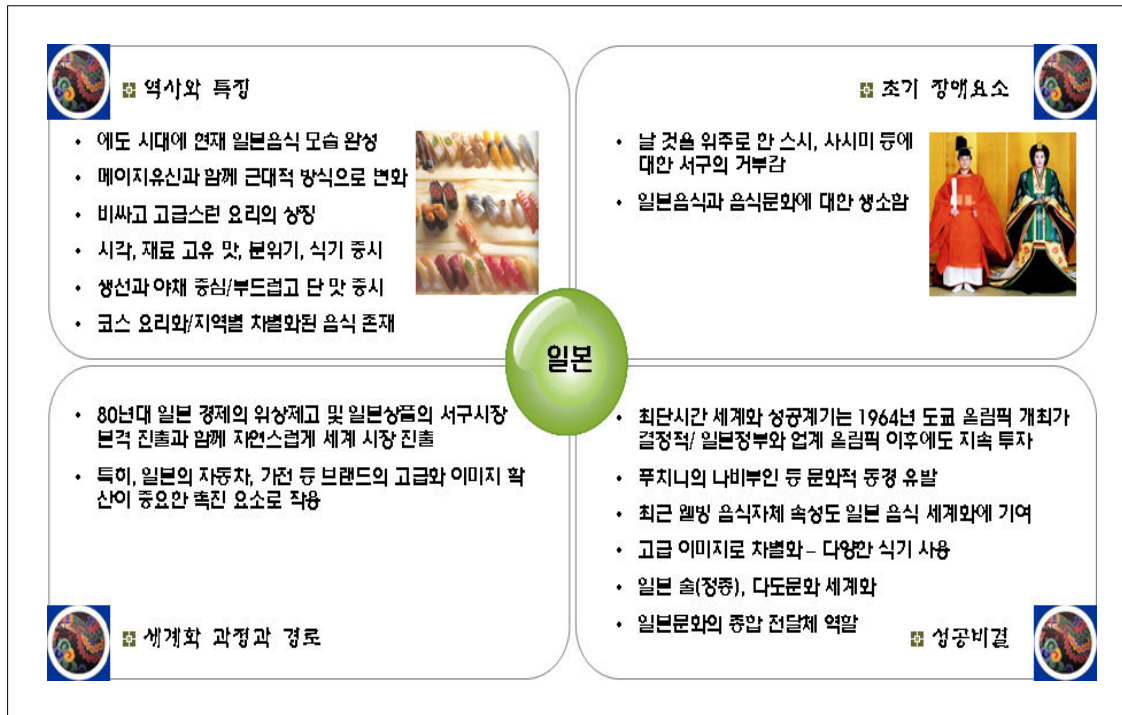 역사와 특징
• 에도 시대에 현재 일본음식 모습 완성
• 메이지유신과 함께 근대적 방식으로 변화
• 비싸고 고급스런 요리의 상징
• 시각, 재료 고유 맛, 분위기, 식기 중시
• 생선과 야채 중심/부드럽고 단 맛 중시
• 코스 요리화/지역별 차별화된 음식 존재
초기 장애요소
• 날 것을 위주로 한 스시, 사시미 등에
대한 서구의 거부감
• 일본음식과 음식문화에 대한 생소함
일본
• 80년대 일본 경제의 위상제고 및 일본상품의 서구시장
본격 진출과 함께 자연스럽게 세계 시장 진출
• 특히, 일본의 자동차, 가전 등 브랜드의 고급화 이미지 확
산이 중요한 촉진 요소로 작용
세계화 과정과 경로
• 최단시간 세계화 성공계기는 1964년 도쿄 올림픽 개최가
결정적/ 일본정부와 업계 올림픽 이후에도 지속 투자
• 푸치니의 나비부인 등 문화적 동경 유발
• 최근 웰빙 음식자체 속성도 일본 음식 세계화에 기여
• 고급 이미지로 차별화 – 다양한 식기 사용
• 일본 술(정종), 다도문화 세계화
• 일본문화의 종합 전달체 역할
성공비결